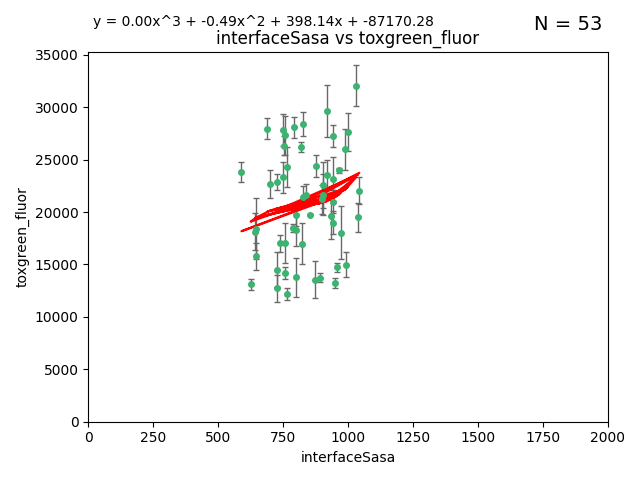 y = 0.00x^3 + -0.49x^2 + 398.14x + -87170.28
N = 53
interfaceSasa vs toxgreen_fluor
35000
30000
25000
20000
15000
10000
5000
0
toxgreen_fluor
0 250 500 750 1000 1250 1500 1750 2000
interfaceSasa